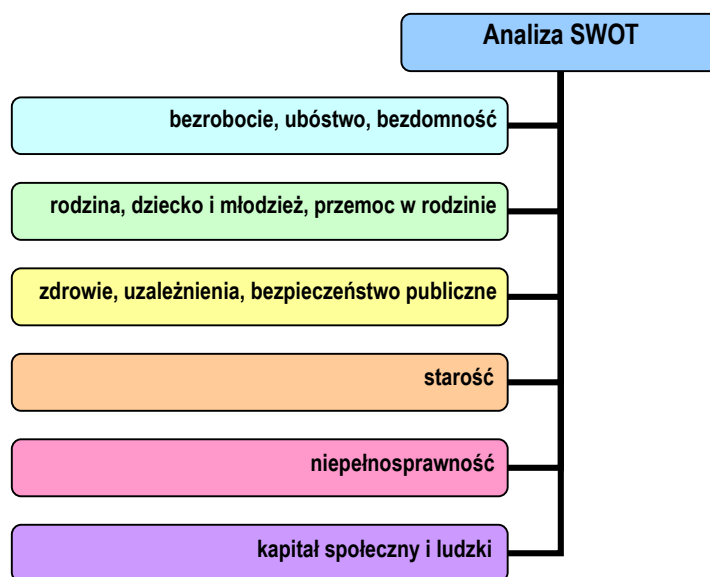 Analiza SWOT
bezrobocie, ubóstwo, bezdomność
rodzina, dziecko i młodzież, przemoc w rodzinie
zdrowie, uzależnienia, bezpieczeństwo publiczne
starość
niepełnosprawność
kapitał społeczny i ludzki